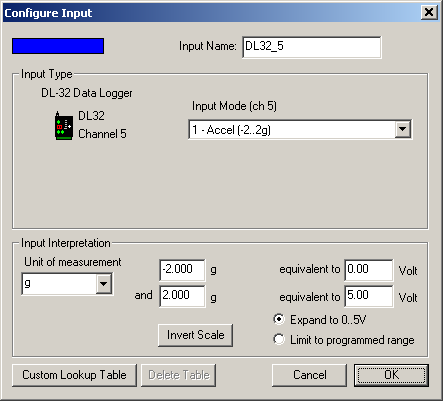 Configure Input
Input Name: DL32_5
Input Type
DL-32 Data Logger
DL32
Channel 5
Input Mode (ch 5)
1 - Accel (-2..2g)
Input Interpretation
Unit of measurement
g
-2.000 g equivalent to 0.00 Volt
and 2.000 g equivalent to 5.00 Volt
Invert Scale
Expand to 0..5V
Limit to programmed range
Custom Lookup Table Delete Table Cancel OK